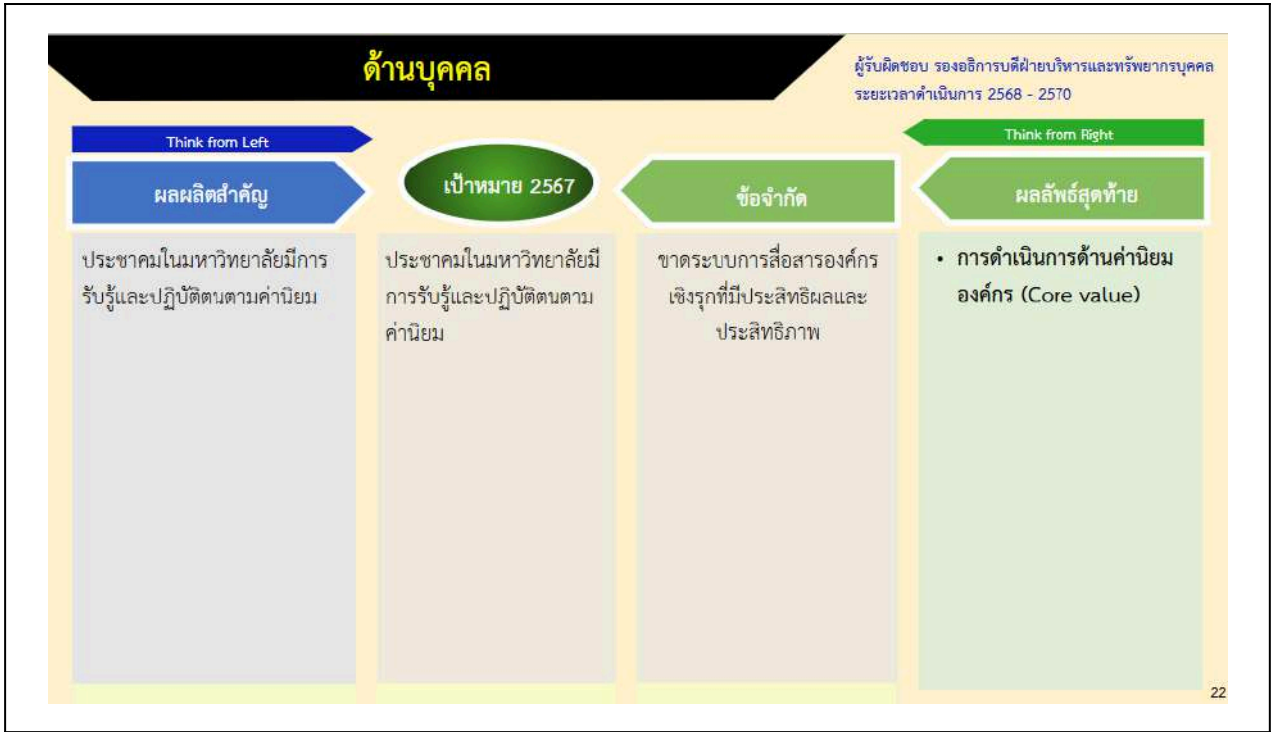 ด้านบุคคล
ผู้รับผิดชอบ รองอธิการบดีฝ่ายบริหารและทรัพยากรบุคคล
ระยะเวลาดำเนินการ 2568 - 2570
Think from Left
ผลผลิตสำคัญ
ประชาคมในมหาวิทยาลัยมีการ
รับรู้และปฏิบัติตนตามค่านิยม
เป้าหมาย 2567
ประชาคมในมหาวิทยาลัยมี
การรับรู้และปฏิบัติตนตาม
ค่านิยม
ข้อจำกัด
ขาดระบบการสื่อสารองค์กร
เชิงรุกที่มีประสิทธิผลและ
ประสิทธิภาพ
Think from Right
ผลลัพธ์สุดท้าย
• การดำเนินการด้านค่านิยม
องค์กร (Core value)
22